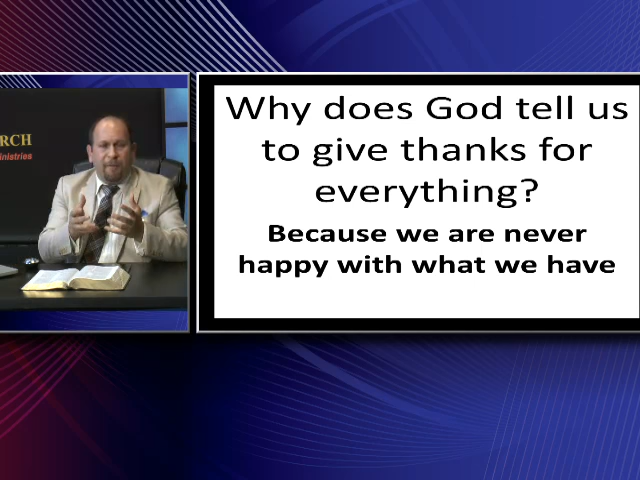 RCH
inistries
Why does God tell us
to give thanks for
everything?
Because we are never
happy with what we have